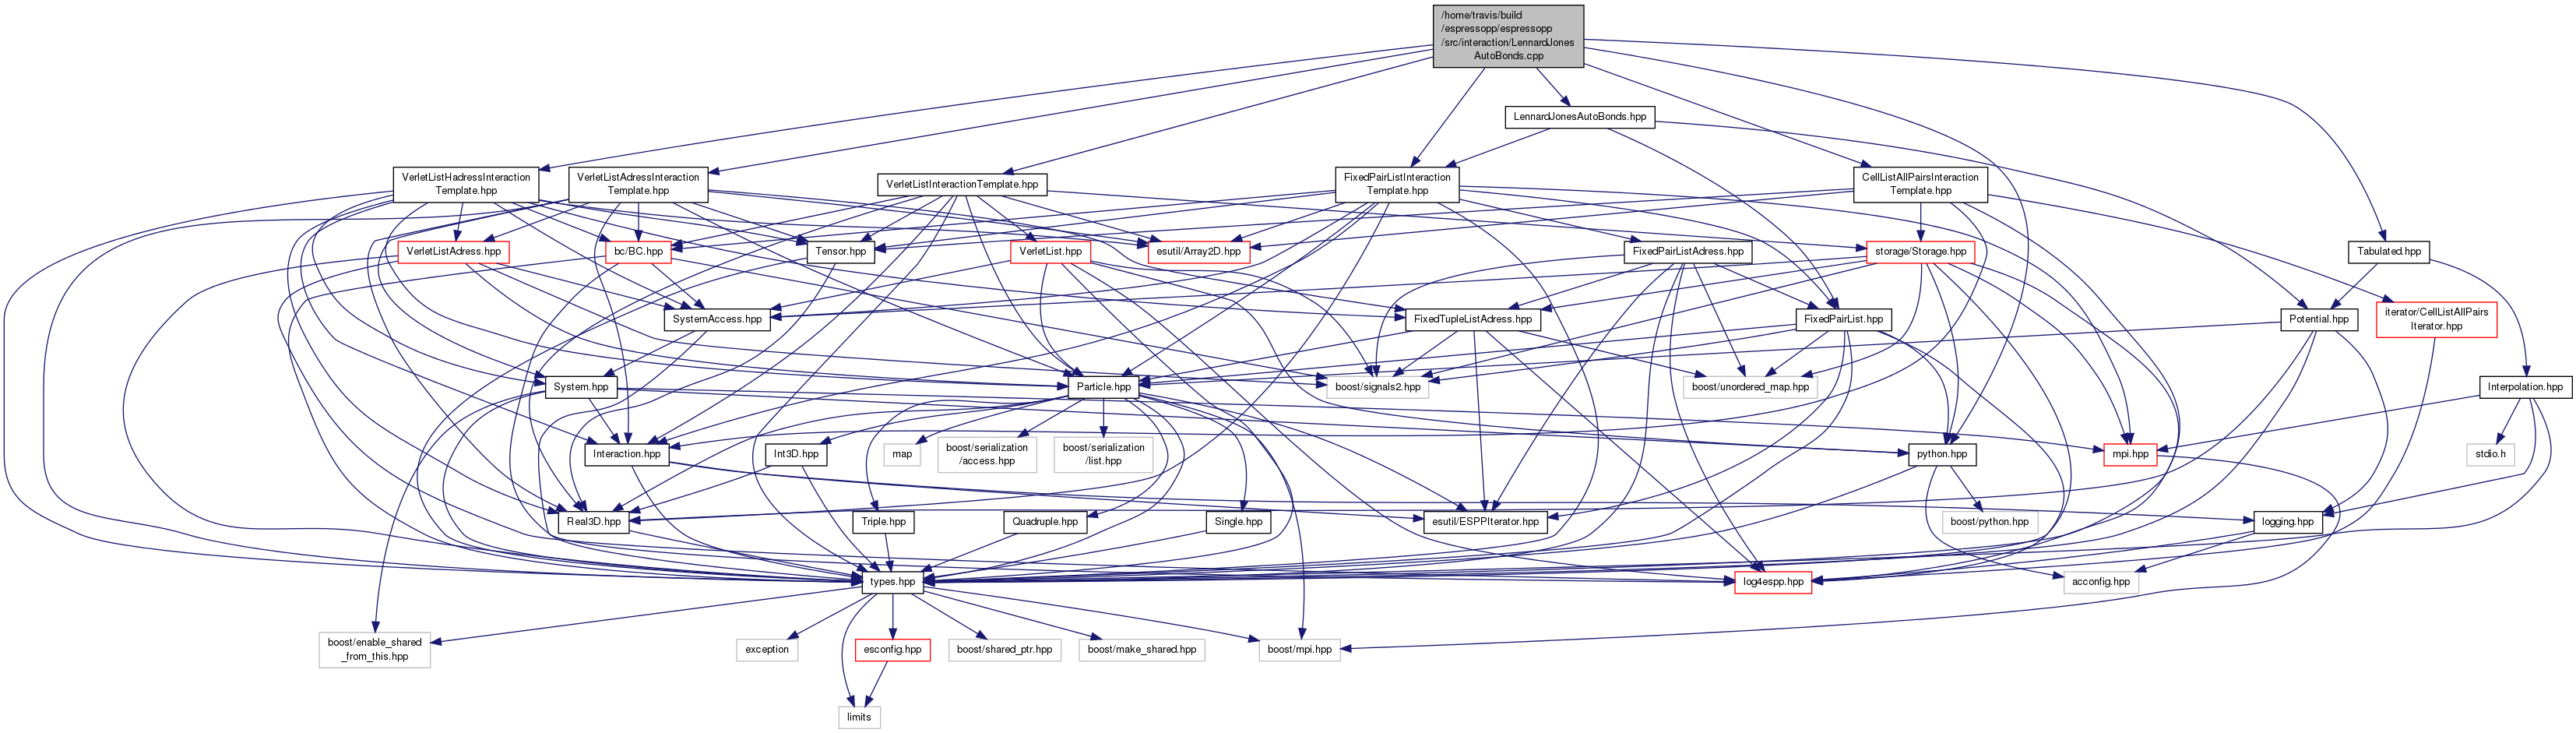 /home/travis/build
/espressopp/espressopp
/src/interaction/LennardJones
AutoBonds.cpp
LennardJonesAutoBonds.hpp
VerletListHadressInteraction
Template.hpp
VerletListAdressInteraction
Template.hpp
VerletListInteractionTemplate.hpp
FixedPairListInteraction
Template.hpp
CellListAllPairsInteraction
Template.hpp
VerletListAdress.hpp
bc/BC.hpp
Tensor.hpp
VerletList.hpp
esutil/Array2D.hpp
FixedPairListAdress.hpp
storage/Storage.hpp
Tabulated.hpp
SystemAccess.hpp
FixedTupleListAdress.hpp
FixedPairList.hpp
iterator/CellListAllPairs
Iterator.hpp
Potential.hpp
System.hpp
Particle.hpp
boost/signals2.hpp
boost/unordered_map.hpp
Interpolation.hpp
Interaction.hpp
Int3D.hpp
map
boost/serialization
/access.hpp
boost/serialization
/list.hpp
python.hpp
mpi.hpp
stdio.h
Real3D.hpp
Triple.hpp
Quadruple.hpp
Single.hpp
esutil/ESPPIterator.hpp
boost/python.hpp
logging.hpp
types.hpp
log4espp.hpp
acconfig.hpp
boost/enable_shared
_from_this.hpp
exception
esconfig.hpp
boost/shared_ptr.hpp
boost/make_shared.hpp
boost/mpi.hpp
limits